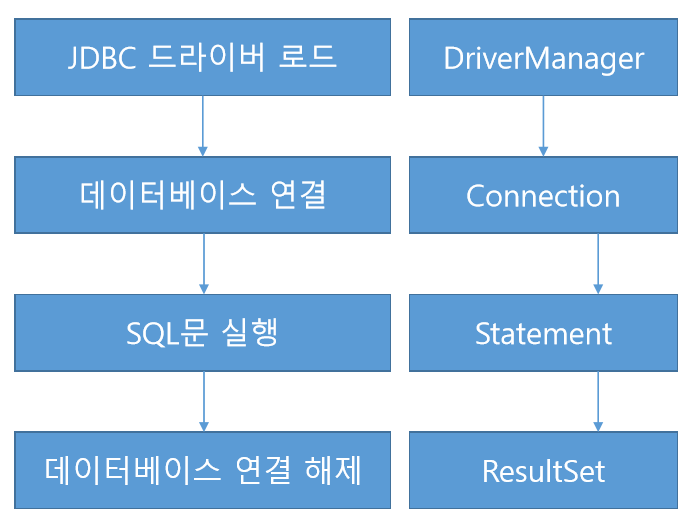 JDBC 드라이버 로드
DriverManager
데이터베이스 연결
Connection
SQL문 실행
Statement
데이터베이스 연결 해제
ResultSet